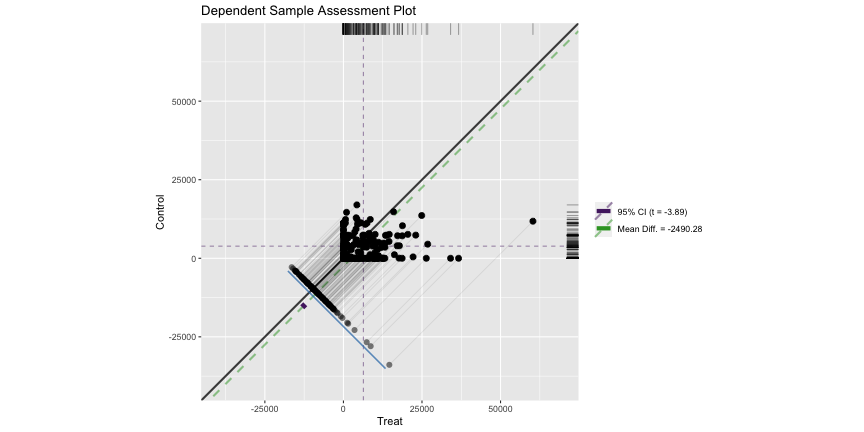 Dependent Sample Assessment Plot
50000
25000
0
-25000
Control
-25000
0
25000
50000
Treat
95% CI (t = -3.89)
Mean Diff. = -2490.28